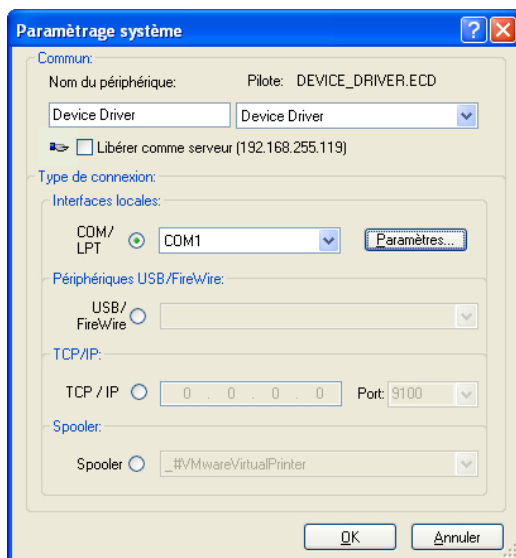 Paramètrage système
Commun:
Nom du périphérique: Pilote: DEVICE_DRIVER.ECD
Device Driver Device Driver
Libérer comme serveur (192.168.255.119)
Type de connexion:
Interfaces locales:
COM/
LPT COM1 Paramètres...
Périphériques USB/FireWire:
USB/
FireWire
TCP/IP:
TCP / IP 0 . 0 . 0 . 0 Port: 9100
Spooler:
Spooler _#VMwareVirtualPrinter
OK Annuler